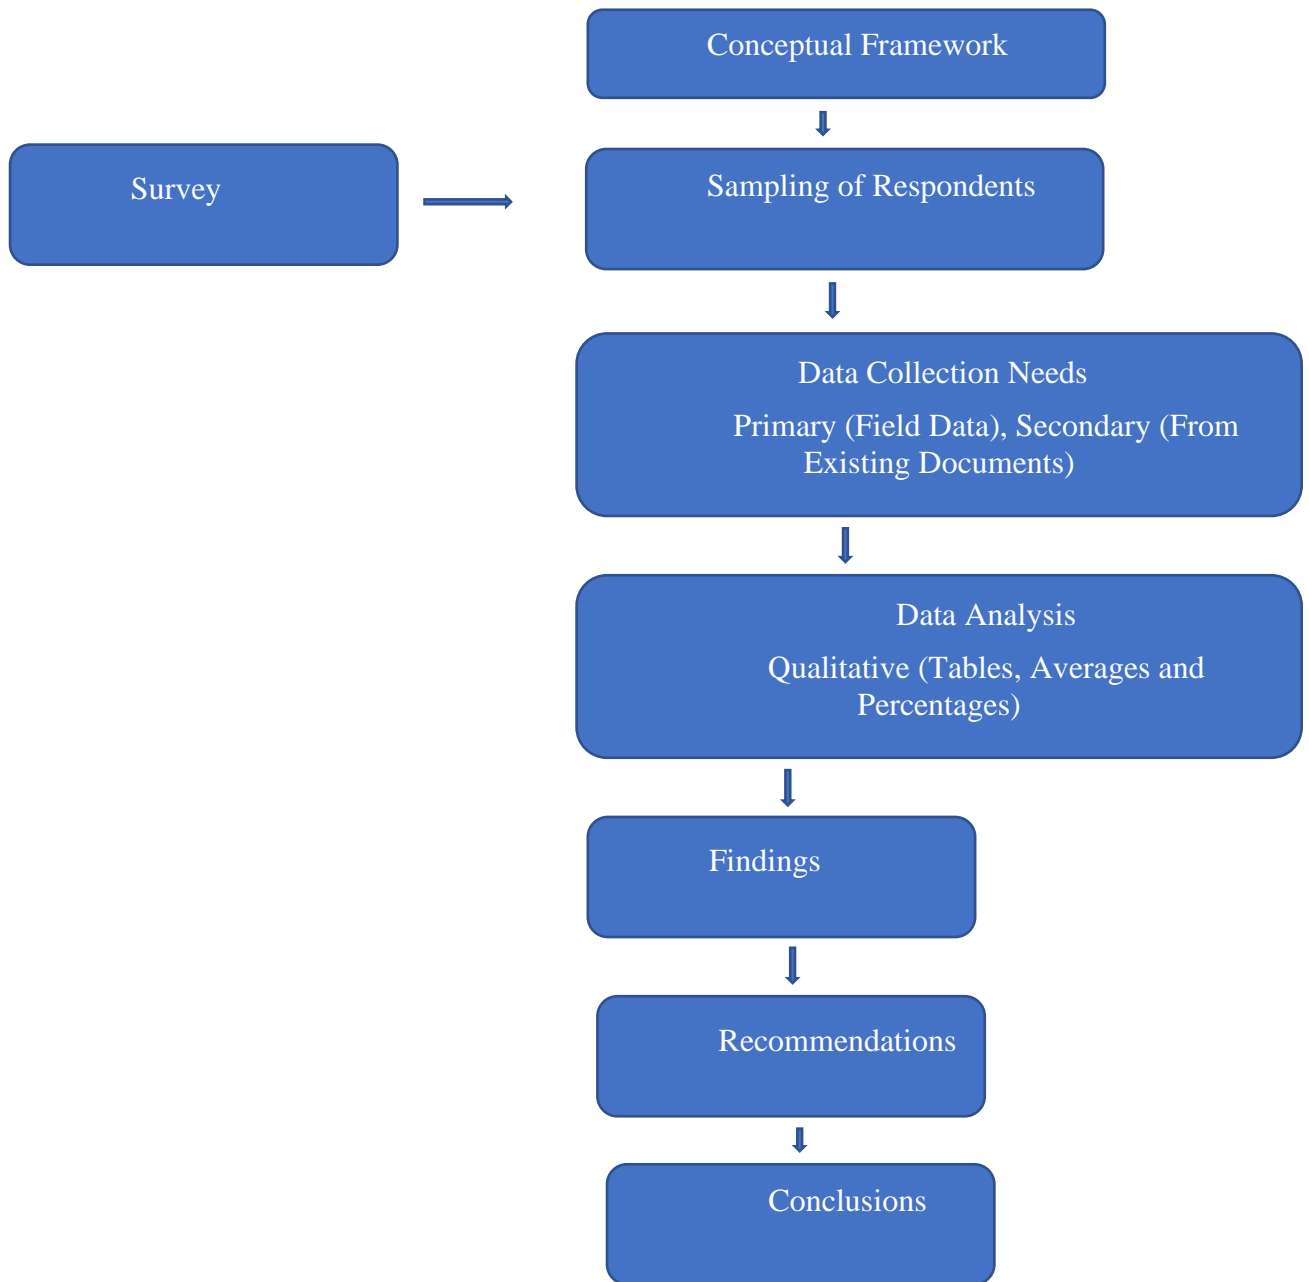 Conceptual Framework
Survey
Sampling of Respondents
Data Collection Needs
Primary (Field Data), Secondary (From
Existing Documents)
Data Analysis
Qualitative (Tables, Averages and
Percentages)
Findings
Recommendations
Conclusions